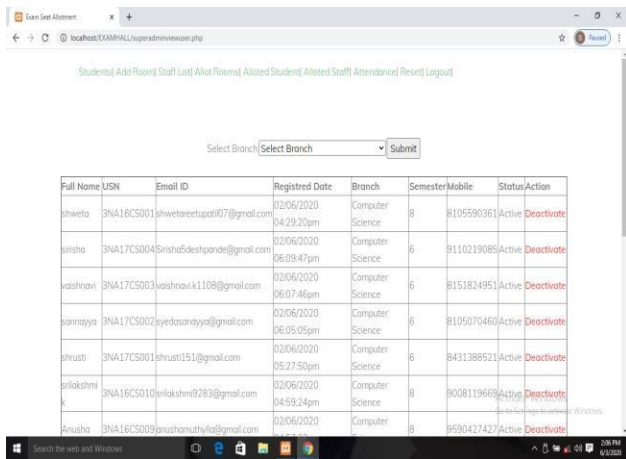 Exam Seat Allotment
localhost/EXAMHALL/superadminviewuser.php
Paused
Students| Add Room| Staff List| Allot Rooms| Alloted Student| Alloted Staff| Attendance| Reset| Logout|
Select Branch Select Branch Submit
Full Name USN Email ID Registred Date Branch Semester Mobile Status Action
shweta 3NA16CS001 shwetareetupatil07@gmail.com 02/06/2020 04:29:20pm Computer Science 8 8105590361 Active Deactivate
sirisha 3NA17CS004 Sirisha5deshpande@gmail.com 02/06/2020 06:09:47pm Computer Science 6 9110219085 Active Deactivate
vaishnavi 3NA17CS003 vaishnavi.k1108@gmail.com 02/06/2020 06:07:46pm Computer Science 6 8151824951 Active Deactivate
sannayya 3NA17CS002 syedasanayya@gmail.com 02/06/2020 06:05:05pm Computer Science 6 8105070460 Active Deactivate
shrusti 3NA17CS001 shrusti151@gmail.com 02/06/2020 05:27:50pm Computer Science 6 8431388521 Active Deactivate
srilakshmi k 3NA16CS010 srilakshmi9283@gmail.com 02/06/2020 04:59:24pm Computer Science 8 9008119669 Active Deactivate
Activate Windows
Go to Settings to activate Windows.
Anusha 3NA16CS009 anushamuthylla@gmail.com 02/06/2020 Computer 8 9590427427 Active Deactivate
Search the web and Windows
2:06 PM
6/3/2020